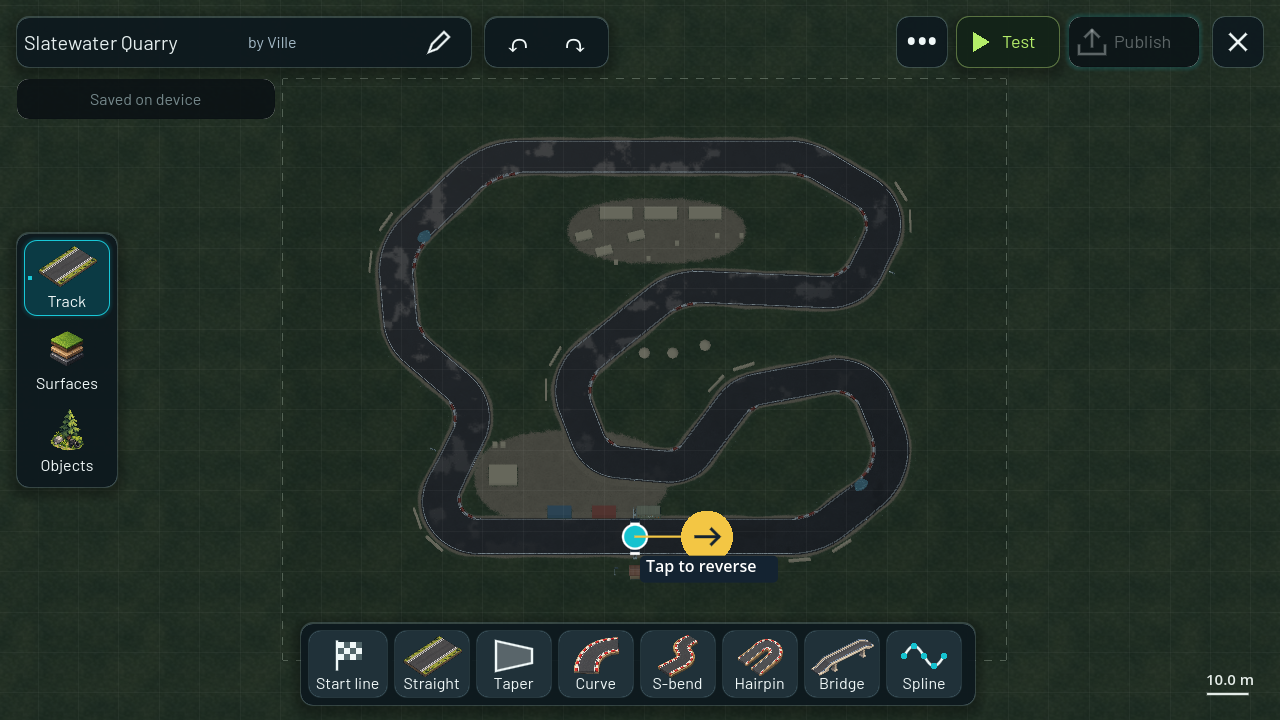 Slatewater Quarry by Ville
Test
Publish
Saved on device
Track
Surfaces
Objects
Tap to reverse
Start line
Straight
Taper
Curve
S-bend
Hairpin
Bridge
Spline
10.0 m